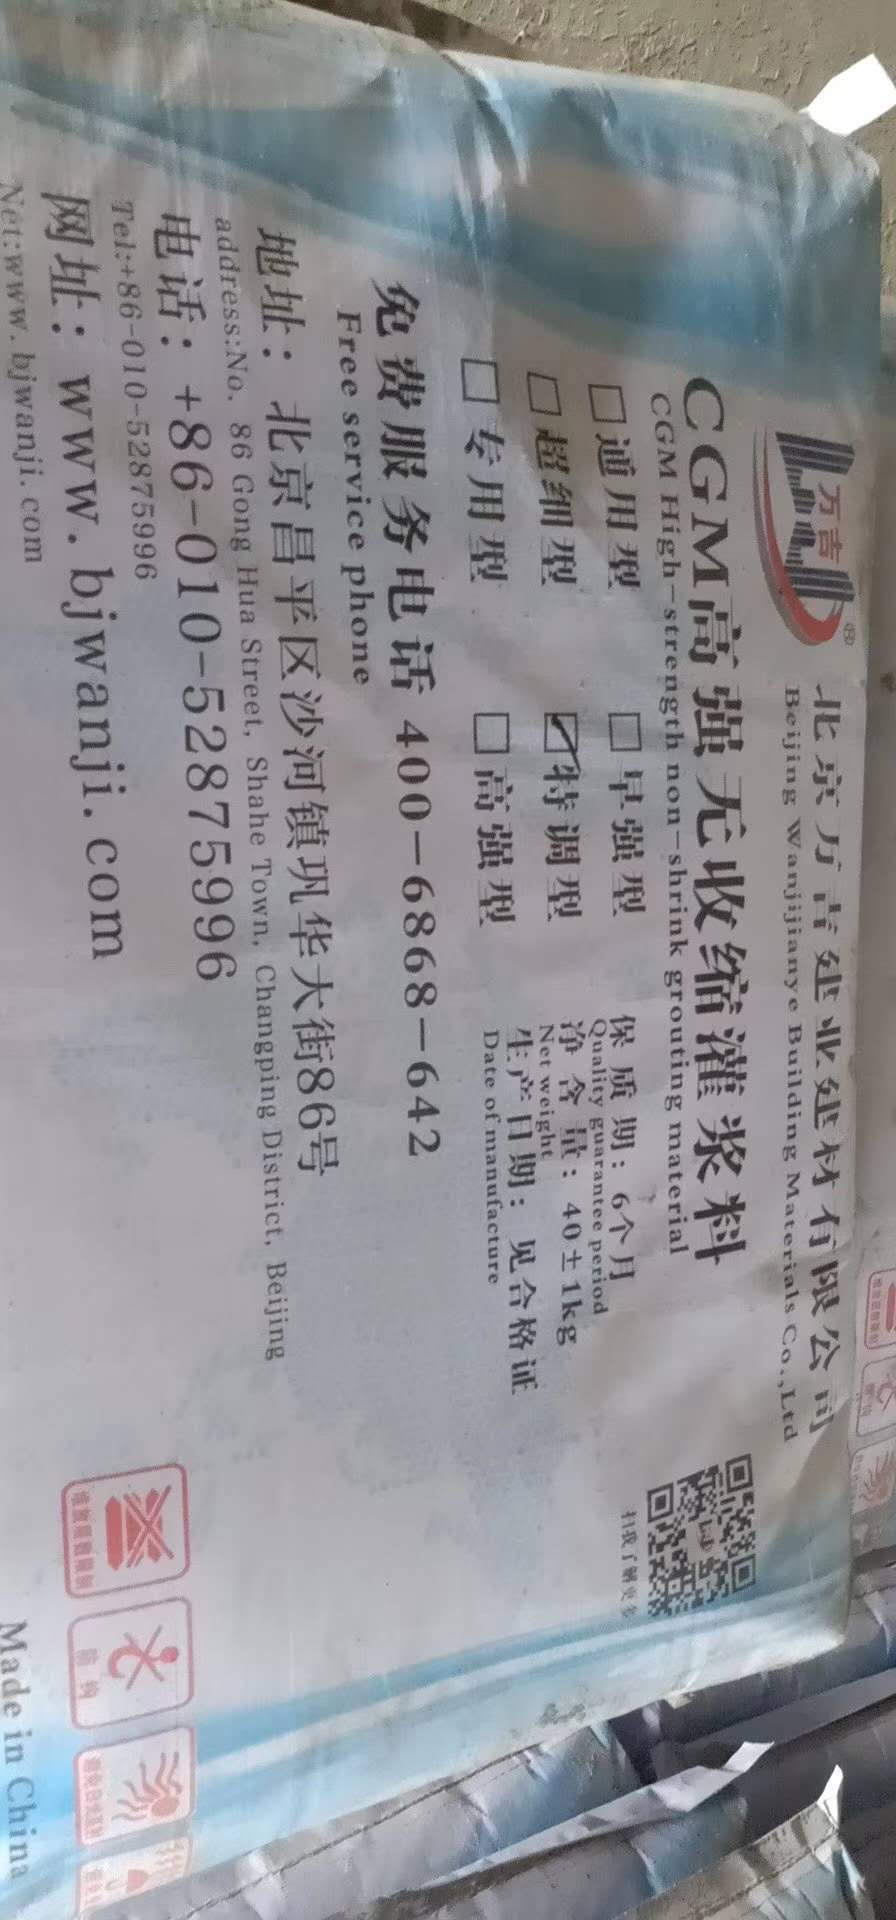 万吉
北京万吉建业建材有限公司
Beijing Wanjijianye Building Materials Co.,Ltd
CGM高强无收缩灌浆料
CGM High-strength non-shrink grouting material
□通用型 □早强型
□超细型 ☑特调型
□专用型 □高强型
保质期：6个月
Quality guarantee period
净含量：40±1kg
Net weight
生产日期：见合格证
Date of manufacture
扫我了解更多
免费服务电话 400-6868-642
Free service phone
地址：北京昌平区沙河镇巩华大街86号
address:No. 86 Gong Hua Street, Shahe Town, Changping District, Beijing
电话：+86-010-52875996
Tel:+86-010-52875996
网址：www.bjwanji.com
Net:www.bjwanji.com
Made in China